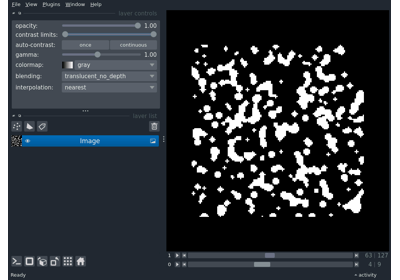 File View Plugins Window Help
layer controls
opacity: 1.00
contrast limits:
auto-contrast: once continuous
gamma: 1.00
colormap: gray
blending: translucent_no_depth
interpolation: nearest
layer list
Image
1 63 127
0 4 9
activity